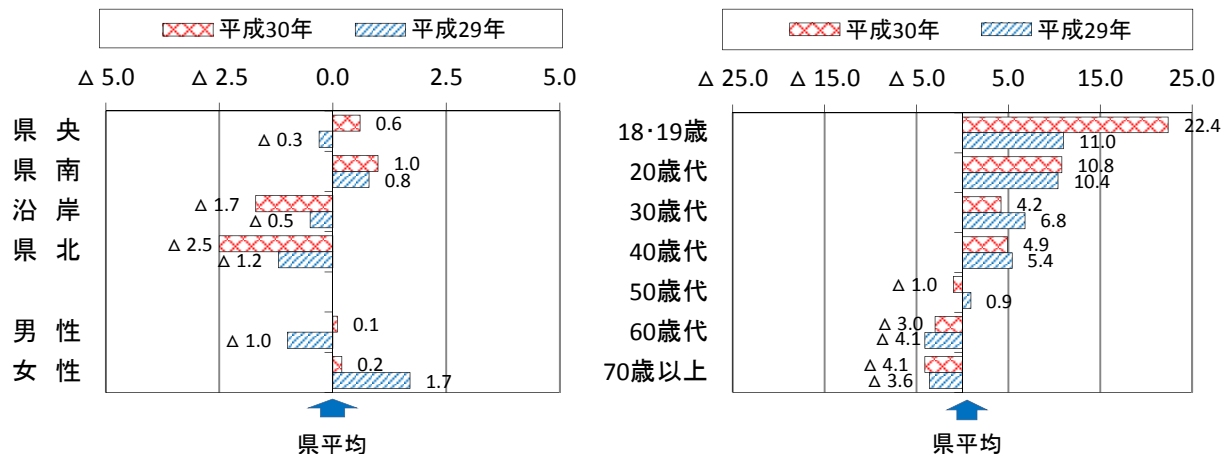 平成30年 平成29年
△ 5.0 △ 2.5 0.0 2.5 5.0
県 央 0.6
△ 0.3
県 南 1.0
0.8
沿 岸 △ 1.7
△ 0.5
県 北 △ 2.5
△ 1.2
男 性 0.1
△ 1.0
女 性 0.2
1.7
県平均
平成30年 平成29年
△ 25.0 △ 15.0 △ 5.0 5.0 15.0 25.0
18･19歳 22.4
11.0
20歳代 10.8
10.4
30歳代 4.2
6.8
40歳代 4.9
5.4
50歳代 △ 1.0
0.9
60歳代 △ 3.0
△ 4.1
70歳以上 △ 4.1
△ 3.6
県平均